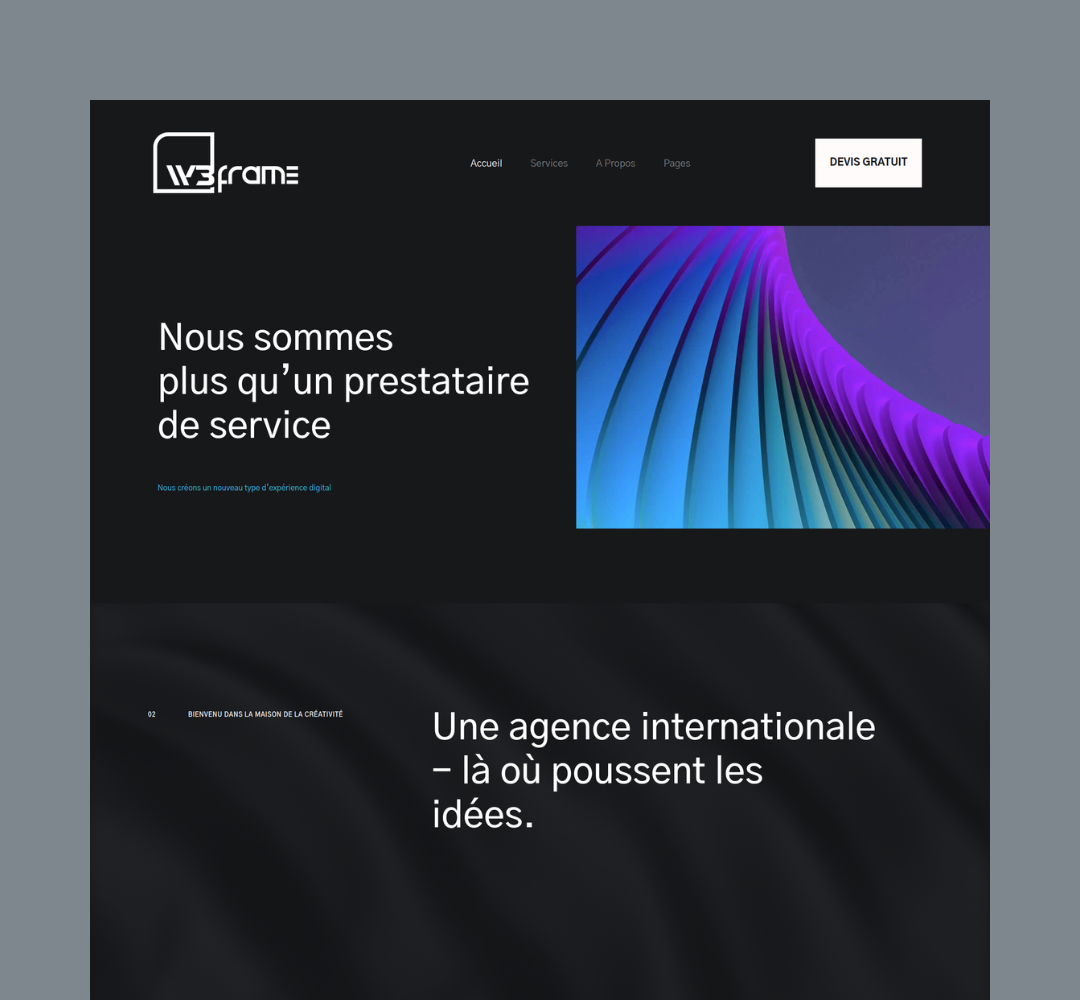 W3frame
Accueil Services A Propos Pages
DEVIS GRATUIT
Nous sommes
plus qu’un prestataire
de service
Nous créons un nouveau type d’expérience digital
02 BIENVENU DANS LA MAISON DE LA CRÉATIVITÉ
Une agence internationale
– là où poussent les
idées.